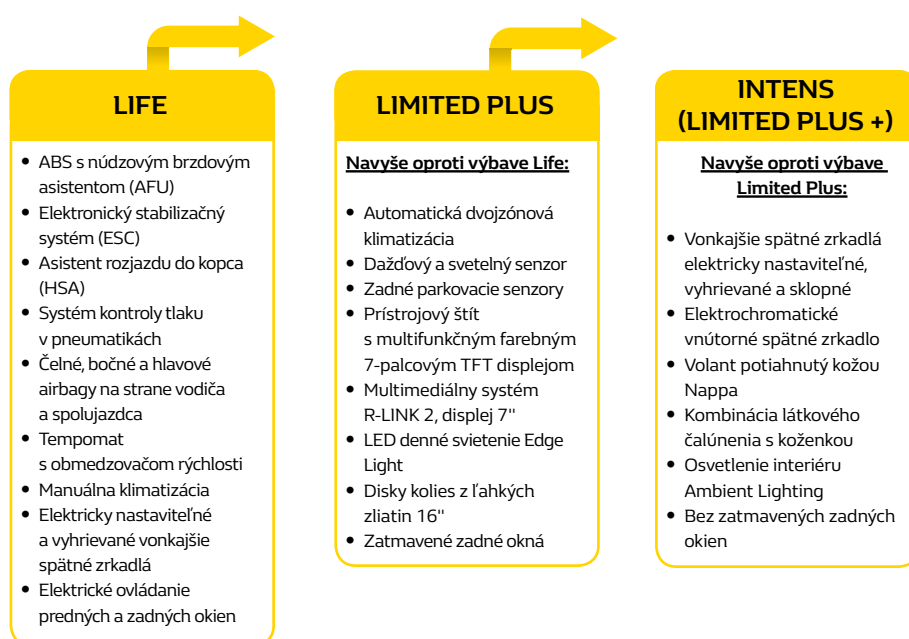 LIFE
ABS s núdzovým brzdovým
asistentom (AFU)
Elektronický stabilizačný
systém (ESC)
Asistent rozjazdu do kopca
(HSA)
Systém kontroly tlaku
v pneumatikách
Čelné, bočné a hlavové
airbagy na strane vodiča
a spolujazdca
Tempomat
s obmedzovačom rýchlosti
Manuálna klimatizácia
Elektricky nastaviteľné
a vyhrievané vonkajšie
spätné zrkadlá
Elektrické ovládanie
predných a zadných okien
LIMITED PLUS
Navyše oproti výbave Life:
Automatická dvojzónová
klimatizácia
Dažďový a svetelný senzor
Zadné parkovacie senzory
Prístrojový štít
s multifunkčným farebným
7-palcovým TFT displejom
Multimediálny systém
R-LINK 2, displej 7"
LED denné svietenie Edge
Light
Disky kolies z ľahkých
zliatin 16"
Zatmavené zadné okná
INTENS
(LIMITED PLUS +)
Navyše oproti výbave
Limited Plus:
Vonkajšie spätné zrkadlá
elektricky nastaviteľné,
vyhrievané a sklopné
Elektrochromatické
vnútorné spätné zrkadlo
Volant potiahnutý kožou
Nappa
Kombinácia látkového
čalúnenia s koženkou
Osvetlenie interiéru
Ambient Lighting
Bez zatmavených zadných
okien